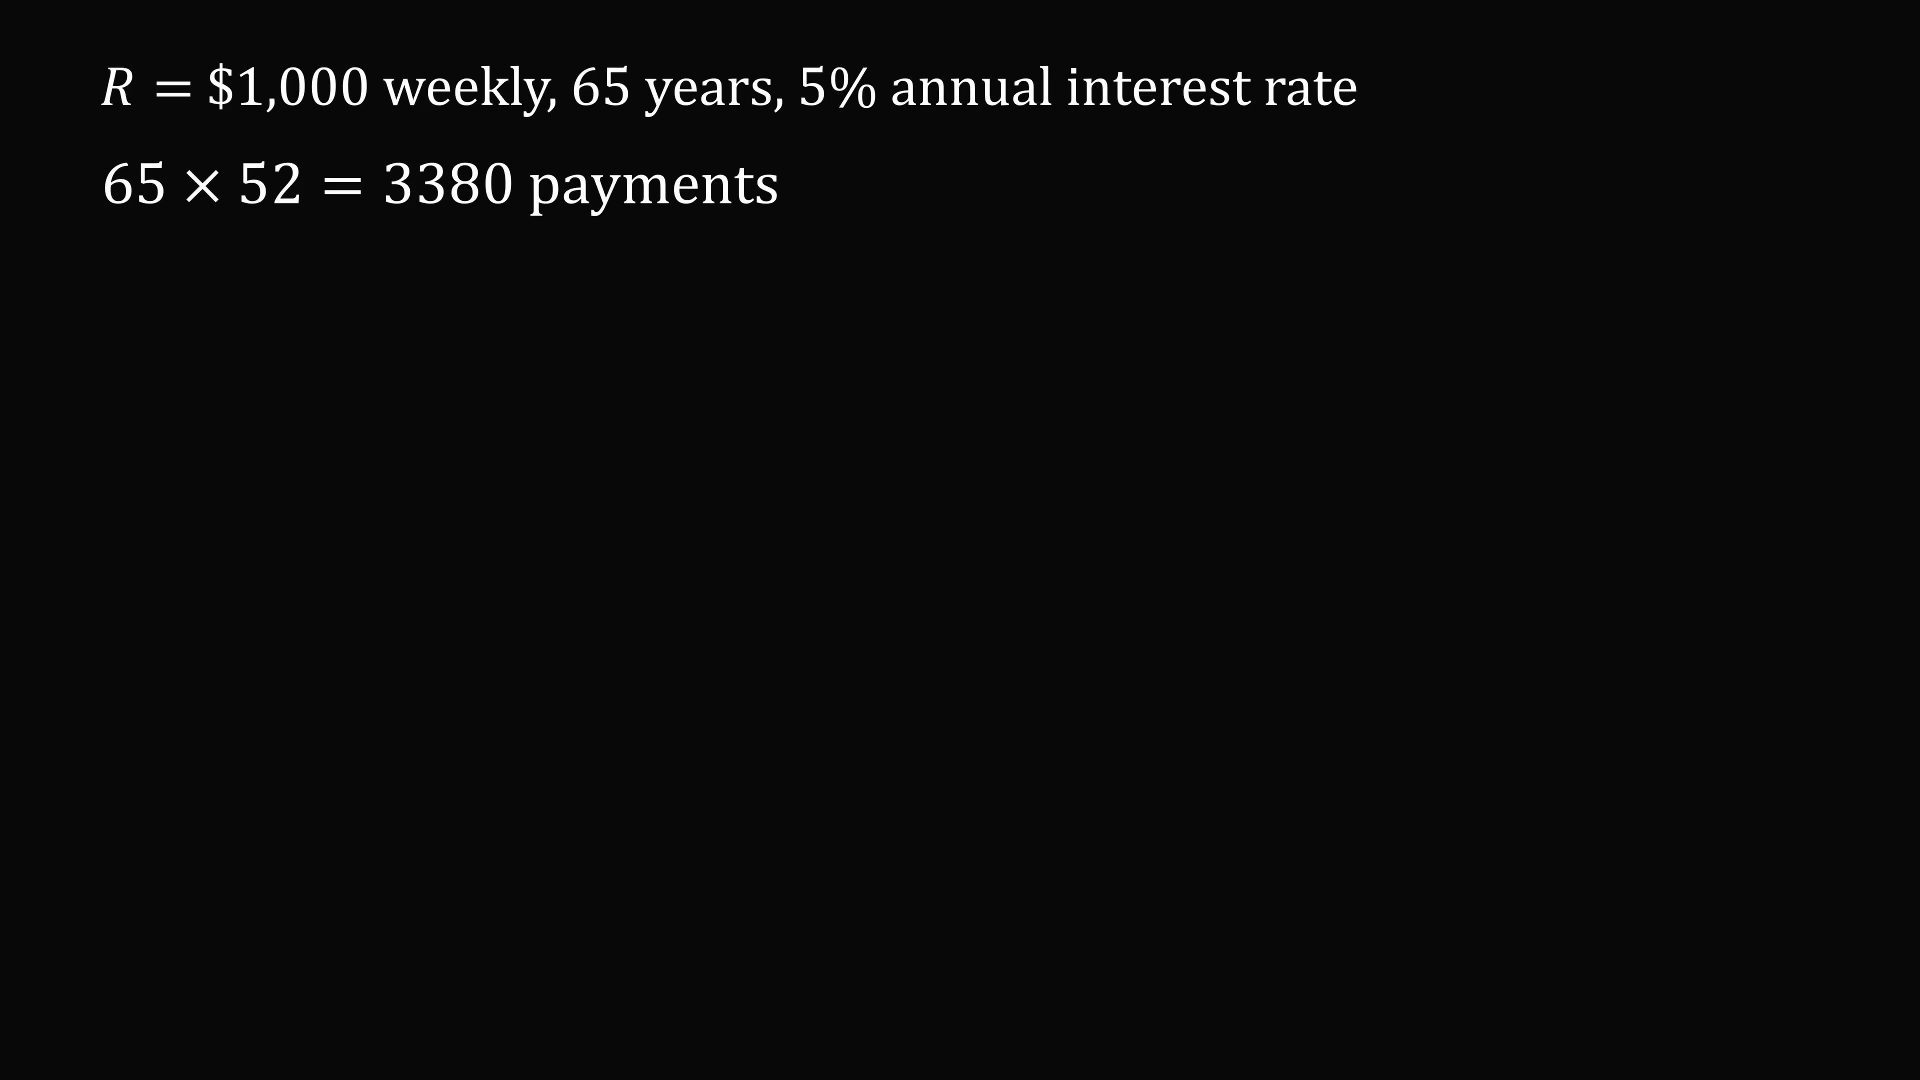 R = $1,000 weekly, 65 years, 5% annual interest rate
65 × 52 = 3380 payments